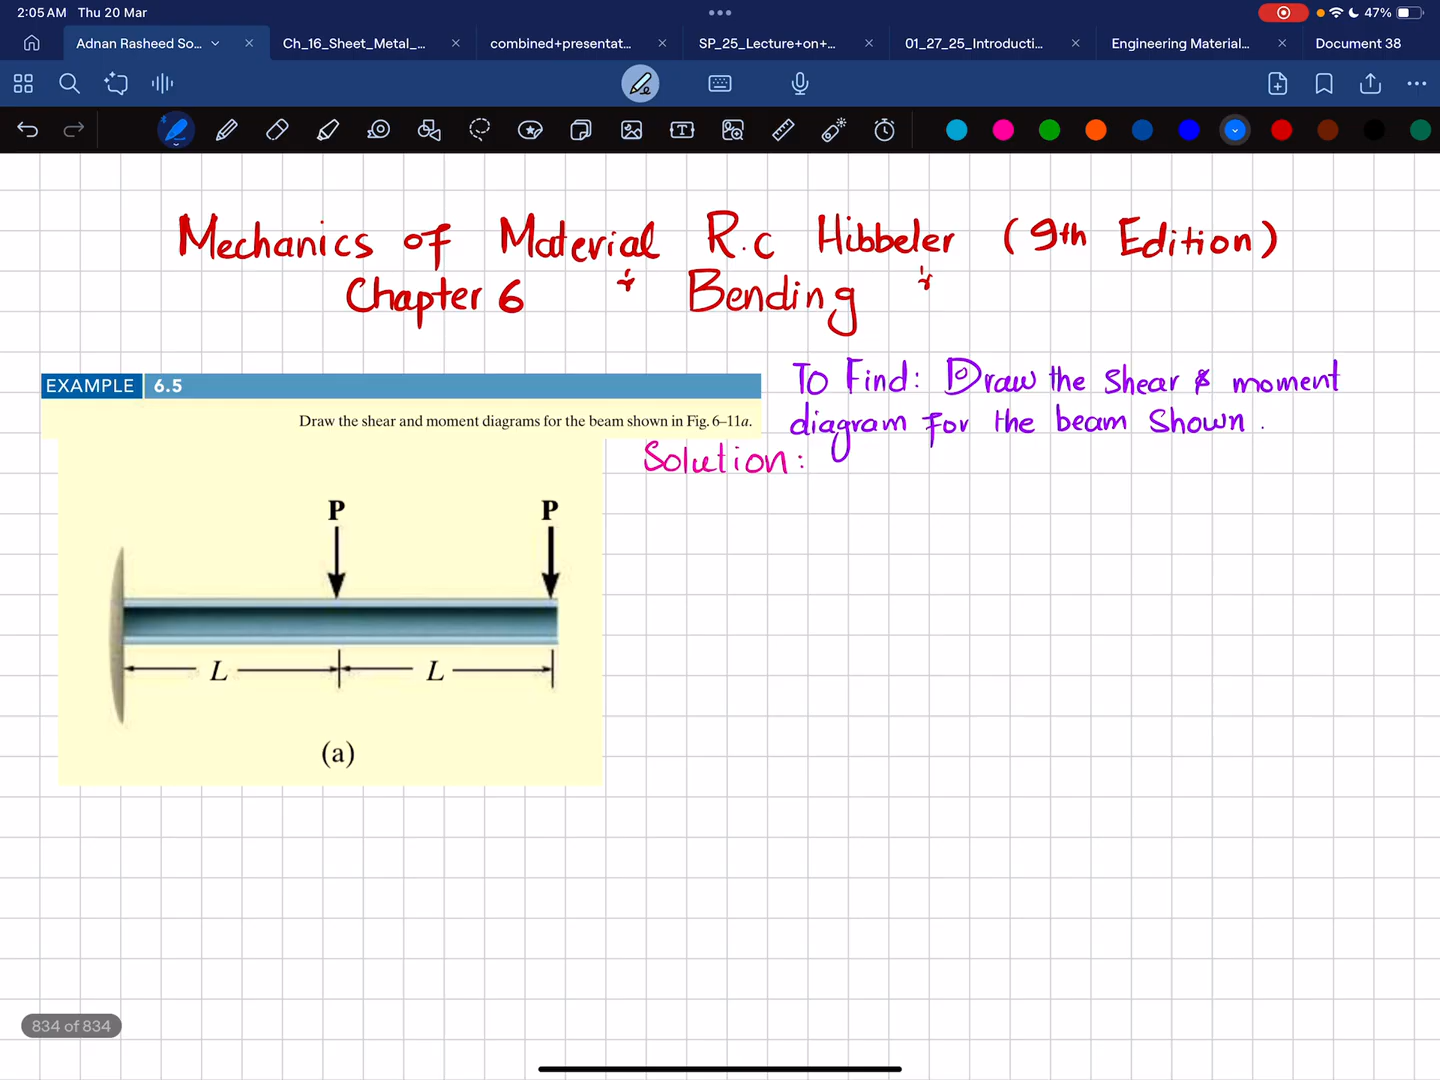 2:05 AM Thu 20 Mar
47%
Adnan Rasheed So...
Ch_16_Sheet_Metal_...
combined+presentat...
SP_25_Lecture+on+...
01_27_25_Introducti...
Engineering Material...
Document 38
Mechanics of Material R.C Hibbeler (9th Edition)
Chapter 6 Bending
EXAMPLE 6.5
Draw the shear and moment diagrams for the beam shown in Fig. 6–11a.
To Find: Draw the Shear & moment
diagram for the beam Shown.
Solution:
P P
L L
(a)
834 of 834